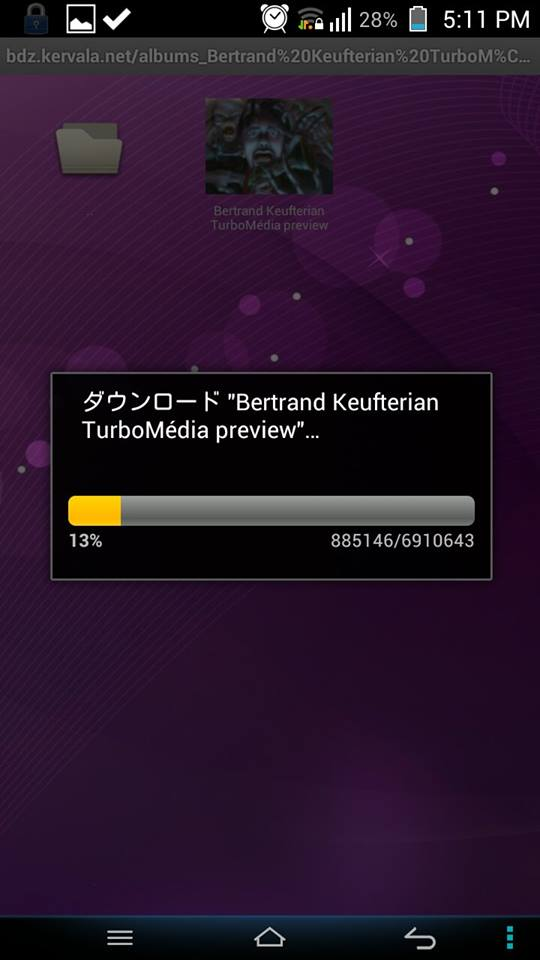 28% 5:11 PM
bdz.kervala.net/albums_Bertrand%20Keufterian%20TurboM%C...
..
Bertrand Keufterian
TurboMédia preview
ダウンロード "Bertrand Keufterian
TurboMédia preview"...
13% 885146/6910643